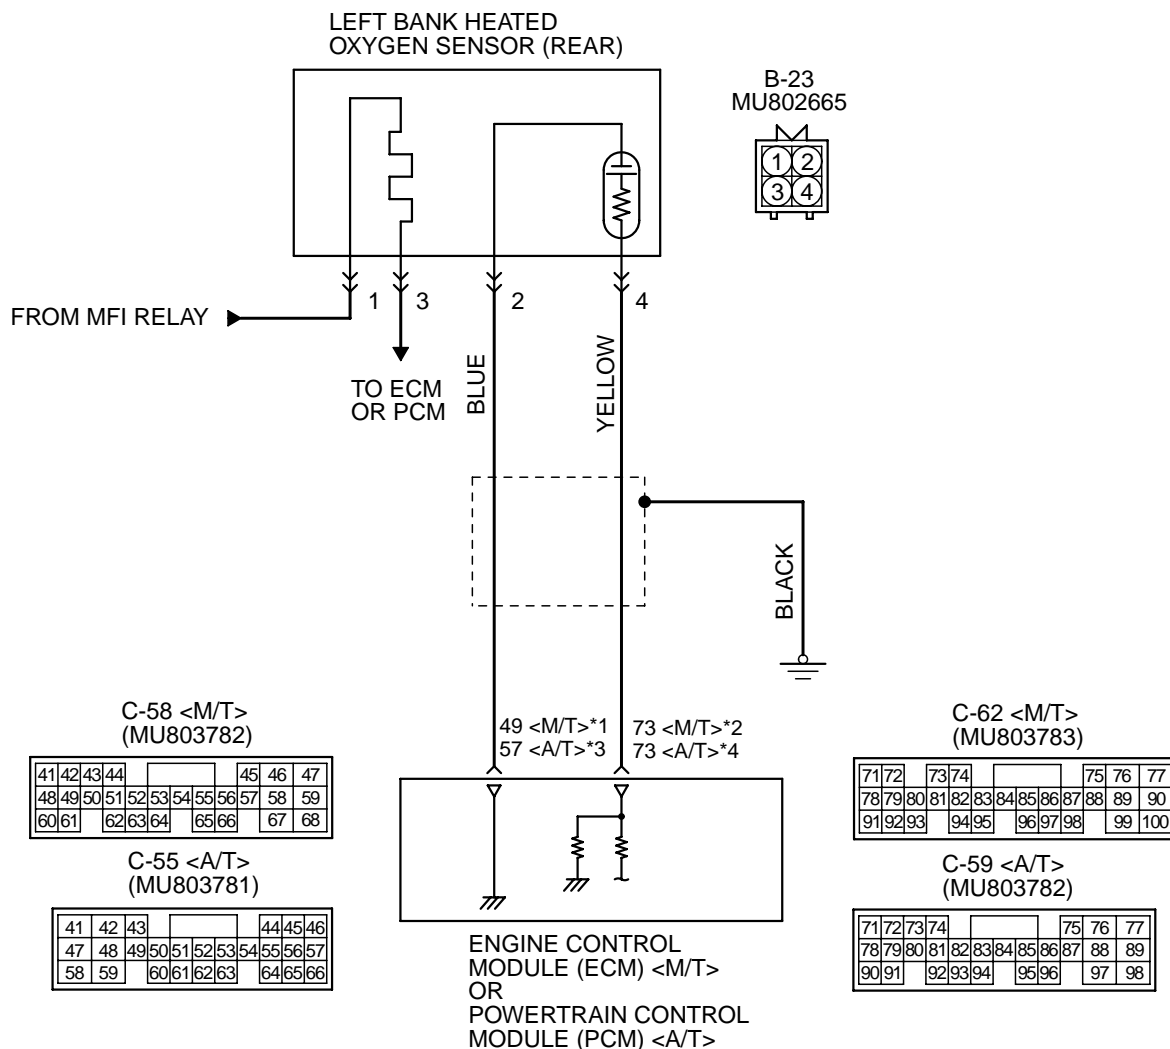 LEFT BANK HEATED
OXYGEN SENSOR (REAR)
B-23
MU802665
1 2
3 4
1 3 2 4
FROM MFI RELAY
TO ECM
OR PCM
BLUE
YELLOW
BLACK
49 <M/T>*1 73 <M/T>*2
57 <A/T>*3 73 <A/T>*4
C-58 <M/T>
(MU803782)
41 42 43 44 45 46 47
48 49 50 51 52 53 54 55 56 57 58 59
60 61 62 63 64 65 66 67 68
C-55 <A/T>
(MU803781)
41 42 43 44 45 46
47 48 49 50 51 52 53 54 55 56 57
58 59 60 61 62 63 64 65 66
C-62 <M/T>
(MU803783)
71 72 73 74 75 76 77
78 79 80 81 82 83 84 85 86 87 88 89 90
91 92 93 94 95 96 97 98 99 100
C-59 <A/T>
(MU803782)
71 72 73 74 75 76 77
78 79 80 81 82 83 84 85 86 87 88 89
90 91 92 93 94 95 96 97 98
ENGINE CONTROL
MODULE (ECM) <M/T>
OR
POWERTRAIN CONTROL
MODULE (PCM) <A/T>